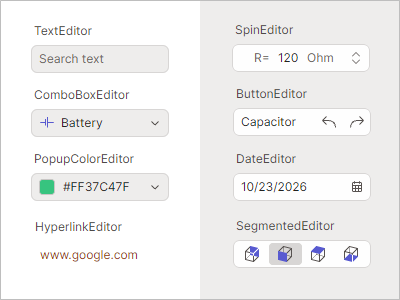 TextEditor
Search text
ComboBoxEditor
Battery
PopupColorEditor
#FF37C47F
HyperlinkEditor
www.google.com
SpinEditor
R= 120 Ohm
ButtonEditor
Capacitor
DateEditor
10/23/2026
SegmentedEditor